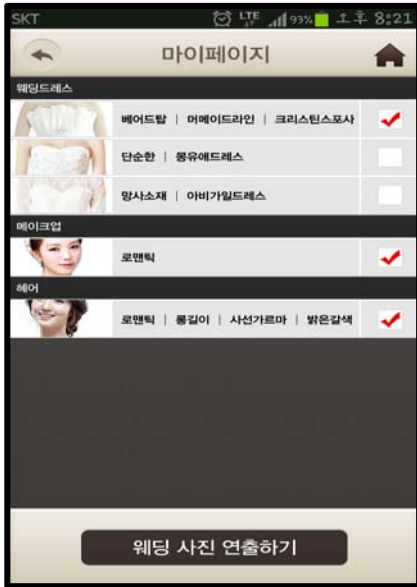 SKT LTE 93% 오후 8:21
마이페이지
웨딩드레스
베어드탑 | 머메이드라인 | 크리스틴스포사
단순한 | 몽유애드레스
망사소재 | 아비가일드레스
메이크업
로맨틱
헤어
로맨틱 | 롱길이 | 사선가르마 | 밝은갈색
웨딩 사진 연출하기